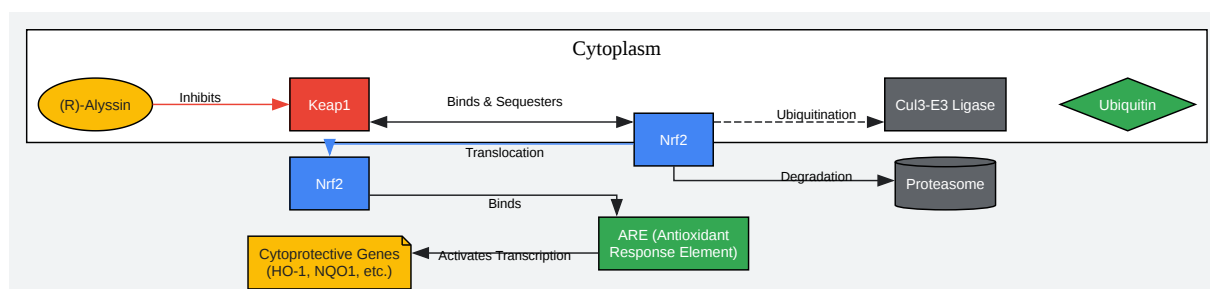 Cytoplasm
(R)-Alyssin
Inhibits
Keap1
Binds & Sequesters
Nrf2
Ubiquitination
Cul3-E3 Ligase
Ubiquitin
Translocation
Nrf2
Degradation
Proteasome
Binds
ARE (Antioxidant
Response Element)
Activates Transcription
Cytoprotective Genes
(HO-1, NQO1, etc.)